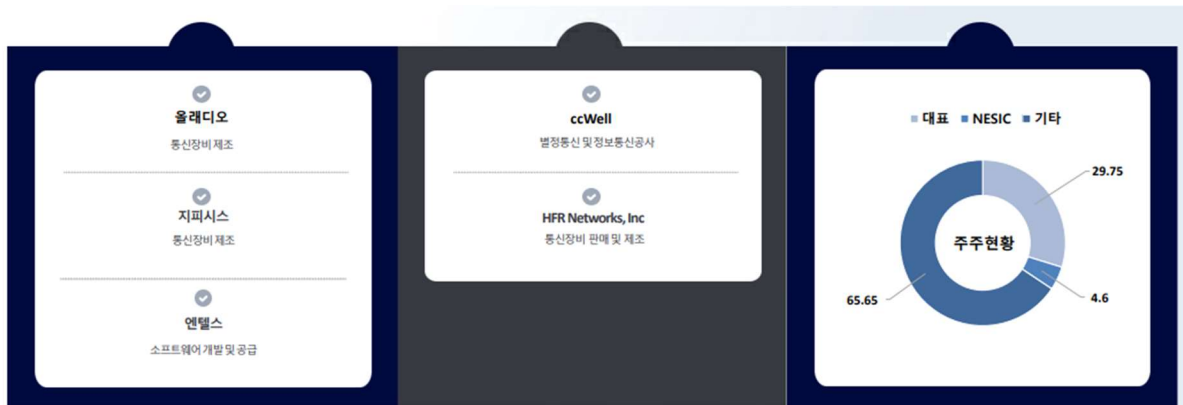 올래디오
통신장비 제조
지피시스
통신장비 제조
엔텔스
소프트웨어 개발 및 공급
ccWell
별정통신 및 정보통신공사
HFR Networks, Inc
통신장비 판매 및 제조
대표 NESIC 기타
29.75
주주현황
4.6
65.65